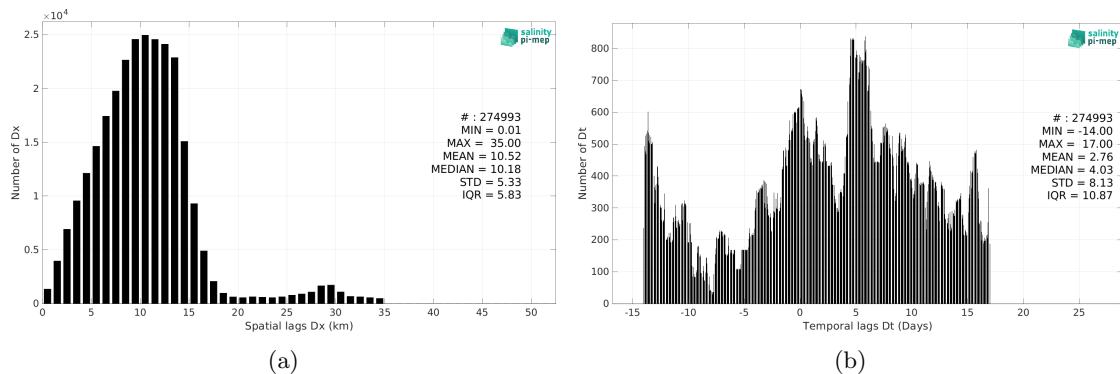 ×10⁴
2.5
2
1.5
1
0.5
0
0 5 10 15 20 25 30 35 40 45 50
Number of Dx
Spatial lags Dx (km)
salinity
pi-mep
# : 274993
MIN = 0.01
MAX = 35.00
MEAN = 10.52
MEDIAN = 10.18
STD = 5.33
IQR = 5.83
(a)
800
700
600
500
400
300
200
100
0
-15 -10 -5 0 5 10 15 20 25
Number of Dt
Temporal lags Dt (Days)
salinity
pi-mep
# : 274993
MIN = -14.00
MAX = 17.00
MEAN = 2.76
MEDIAN = 4.03
STD = 8.13
IQR = 10.87
(b)